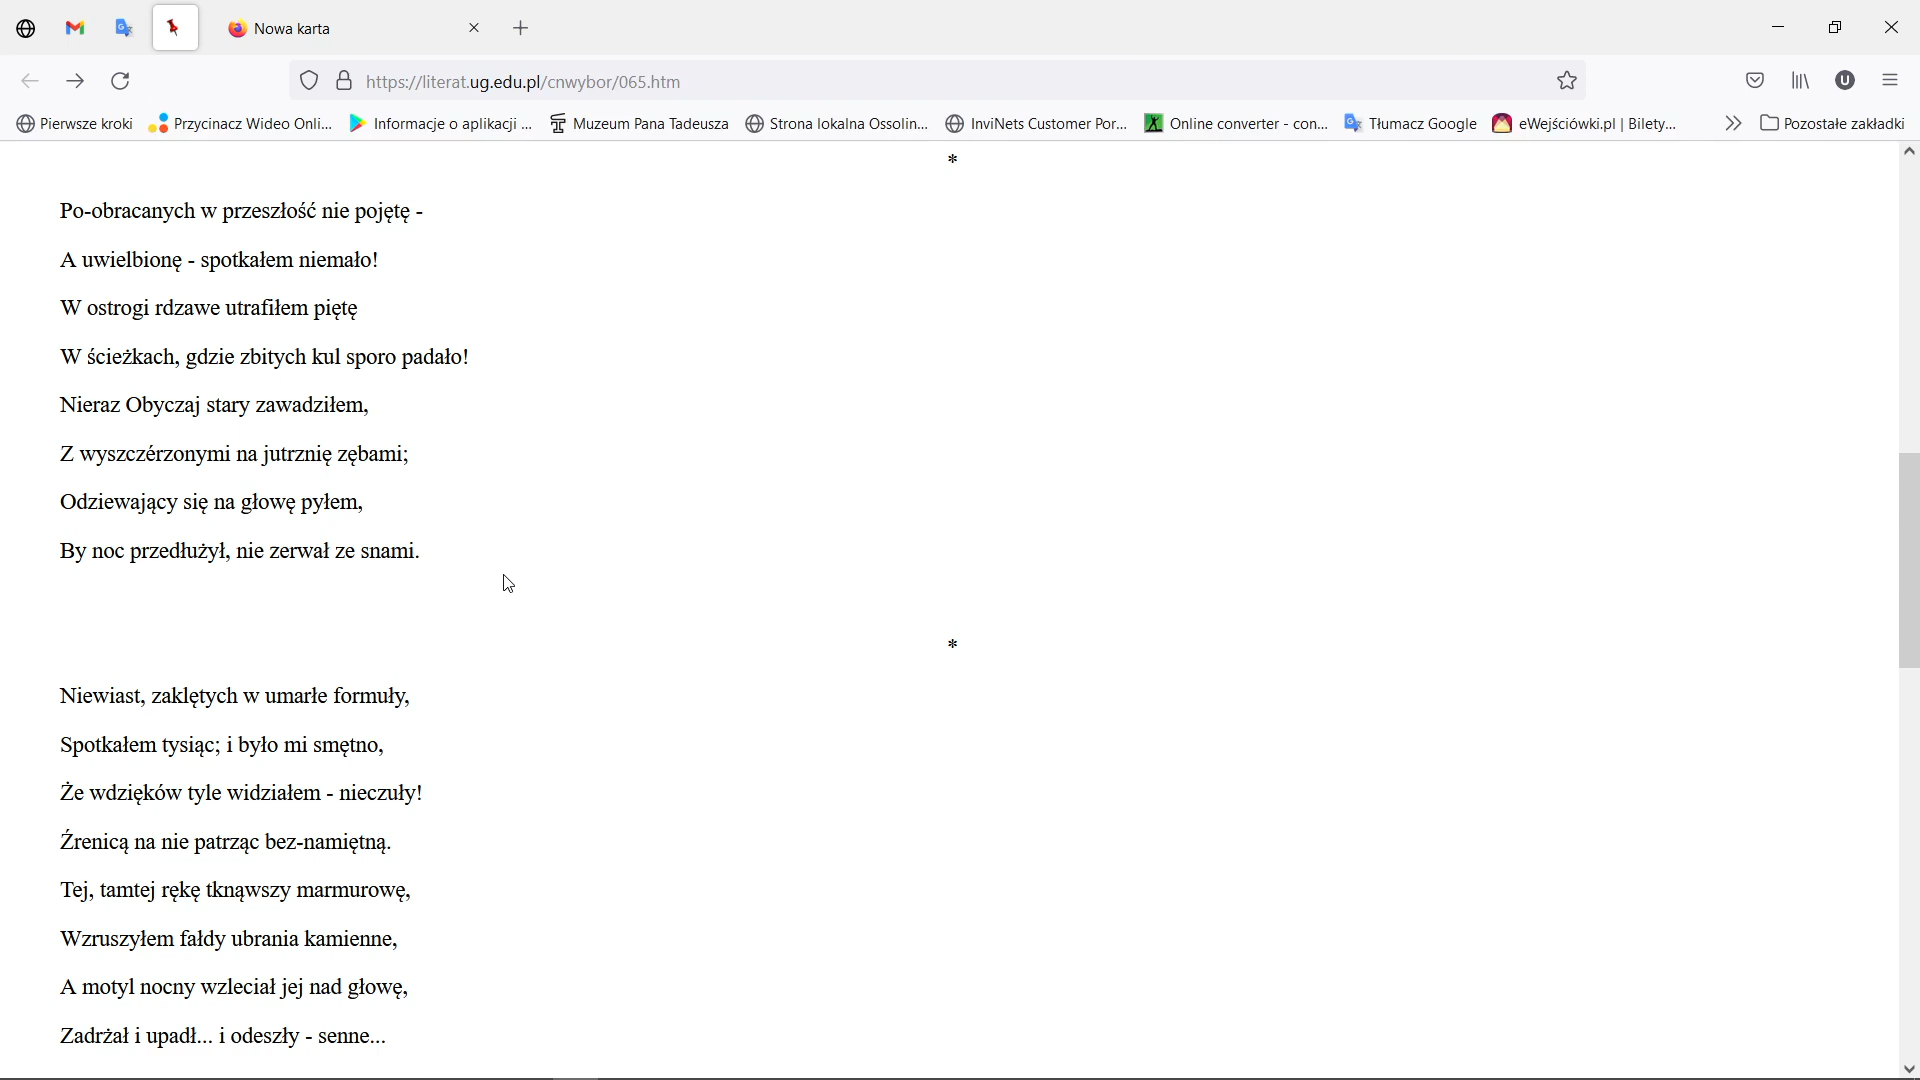 Nowa karta
https://literat.ug.edu.pl/cnwybor/065.htm
U
Pierwsze kroki
Przycinacz Wideo Onli...
Informacje o aplikacji ...
Muzeum Pana Tadeusza
Strona lokalna Ossolin...
InviNets Customer Por...
Online converter - con...
Tłumacz Google
eWejściówki.pl | Bilety...
Pozostałe zakładki
*
Po-obracanych w przeszłość nie pojętę -
A uwielbionę - spotkałem niemało!
W ostrogi rdzawe utrafiłem piętę
W ścieżkach, gdzie zbitych kul sporo padało!
Nieraz Obyczaj stary zawadziłem,
Z wyszczérzonymi na jutrznię zębami;
Odziewający się na głowę pyłem,
By noc przedłużył, nie zerwał ze snami.
*
Niewiast, zaklętych w umarłe formuły,
Spotkałem tysiąc; i było mi smętno,
Że wdzięków tyle widziałem - nieczuły!
Źrenicą na nie patrząc bez-namiętną.
Tej, tamtej rękę tknąwszy marmurowę,
Wzruszyłem fałdy ubrania kamienne,
A motyl nocny wzleciał jej nad głowę,
Zadrżał i upadł... i odeszły - senne...